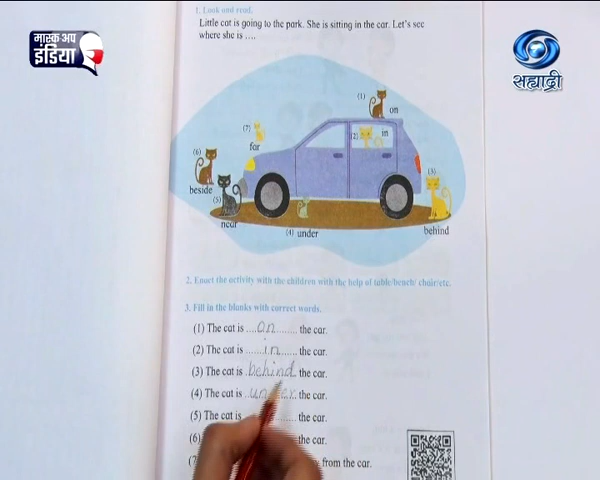 मास्क अप
इंडिया
सह्याद्री
1. Look and read.
Little cat is going to the park. She is sitting in the car. Let's see
where she is ....
(1)
on
(7)
far
(2)
in
(6)
beside
(3)
behind
(5)
near
(4) under
2. Enact the activity with the children with the help of table/bench/ chair/etc.
3. Fill in the blanks with correct words.
(1) The cat is ....on........ the car.
(2) The cat is ......in...... the car.
(3) The cat is .behind. the car.
(4) The cat is ..under.. the car.
(5) The cat is the car.
(6) the car.
(7 from the car.